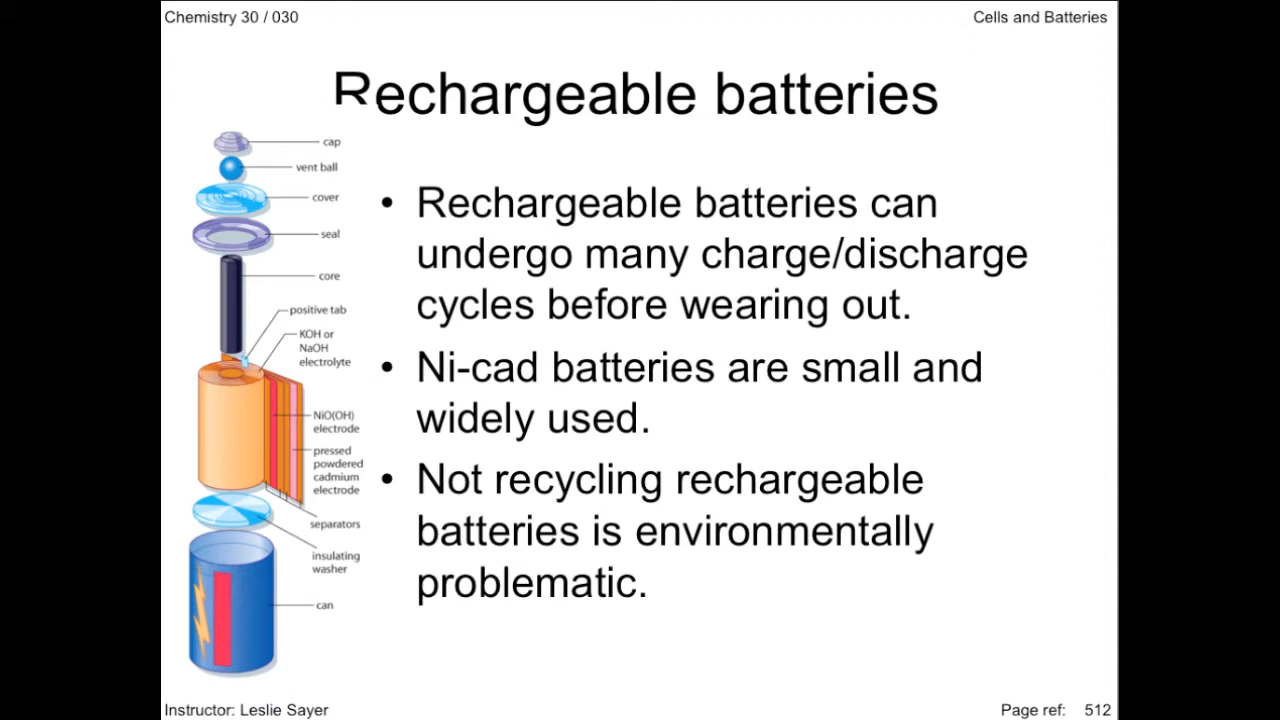 Chemistry 30 / 030
Cells and Batteries
Rechargeable batteries
cap
vent ball
cover
seal
core
positive tab
KOH or
NaOH
electrolyte
NiO(OH)
electrode
pressed
powdered
cadmium
electrode
separators
insulating
washer
can
• Rechargeable batteries can
undergo many charge/discharge
cycles before wearing out.
• Ni-cad batteries are small and
widely used.
• Not recycling rechargeable
batteries is environmentally
problematic.
Instructor: Leslie Sayer
Page ref: 512